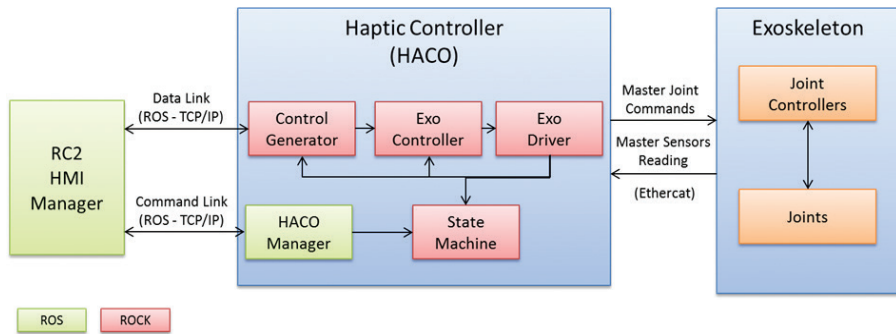 Haptic Controller
(HACO)
Exoskeleton
RC2
HMI
Manager
Data Link
(ROS - TCP/IP)
Command Link
(ROS - TCP/IP)
Control
Generator
Exo
Controller
Exo
Driver
HACO
Manager
State
Machine
Master Joint
Commands
Master Sensors
Reading
(Ethercat)
Joint
Controllers
Joints
ROS
ROCK